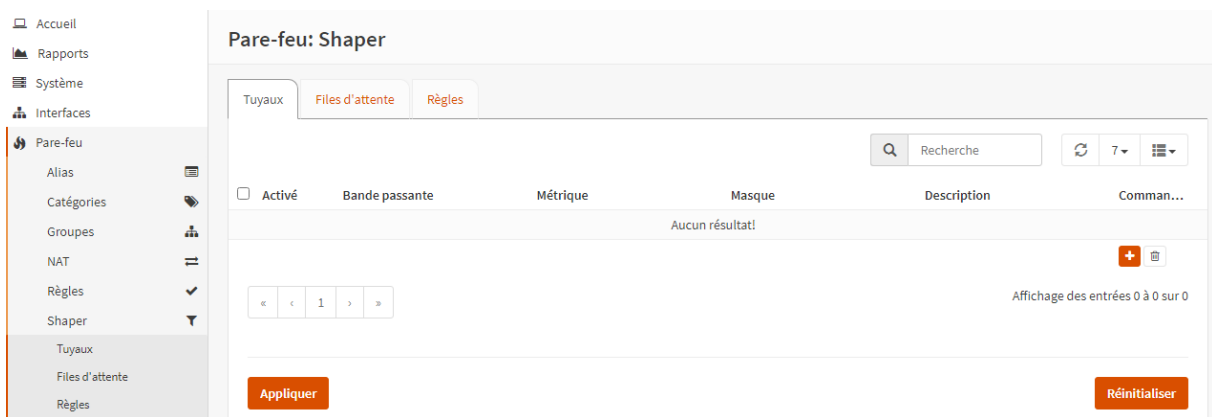 Accueil
Rapports
Système
Interfaces
Pare-feu
Alias
Catégories
Groupes
NAT
Règles
Shaper
Tuyaux
Files d'attente
Règles
Pare-feu: Shaper
Tuyaux Files d'attente Règles
Recherche 7
Activé Bande passante Métrique Masque Description Comman...
Aucun résultat!
« ‹ 1 › »
Affichage des entrées 0 à 0 sur 0
Appliquer Réinitialiser